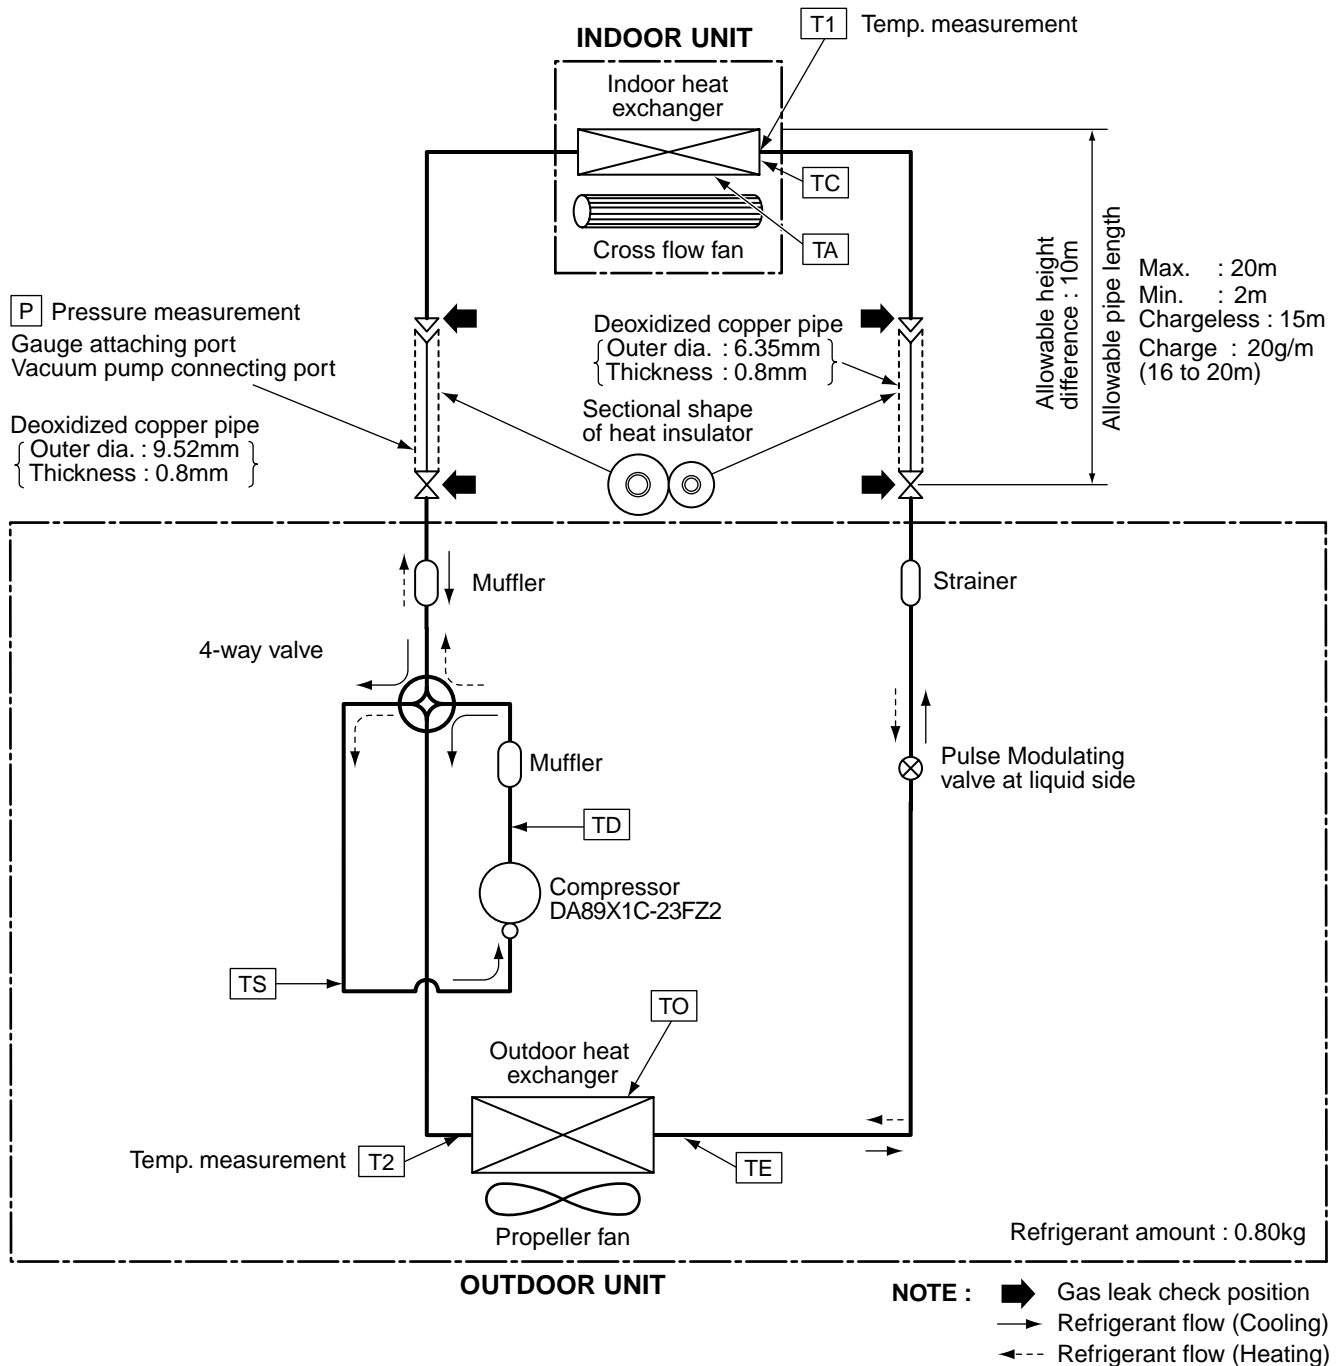 T1 Temp. measurement
INDOOR UNIT
Indoor heat
exchanger
TC
Cross flow fan
TA
Allowable height
difference : 10m
Allowable pipe length
Max. : 20m
Min. : 2m
Chargeless : 15m
Charge : 20g/m
(16 to 20m)
P Pressure measurement
Gauge attaching port
Vacuum pump connecting port
Deoxidized copper pipe
Outer dia. : 9.52mm
Thickness : 0.8mm
Deoxidized copper pipe
Outer dia. : 6.35mm
Thickness : 0.8mm
Sectional shape
of heat insulator
Muffler
Strainer
4-way valve
Muffler
Pulse Modulating
valve at liquid side
TD
Compressor
DA89X1C-23FZ2
TS
TO
Outdoor heat
exchanger
Temp. measurement T2
TE
Propeller fan
Refrigerant amount : 0.80kg
OUTDOOR UNIT
NOTE : Gas leak check position
Refrigerant flow (Cooling)
Refrigerant flow (Heating)